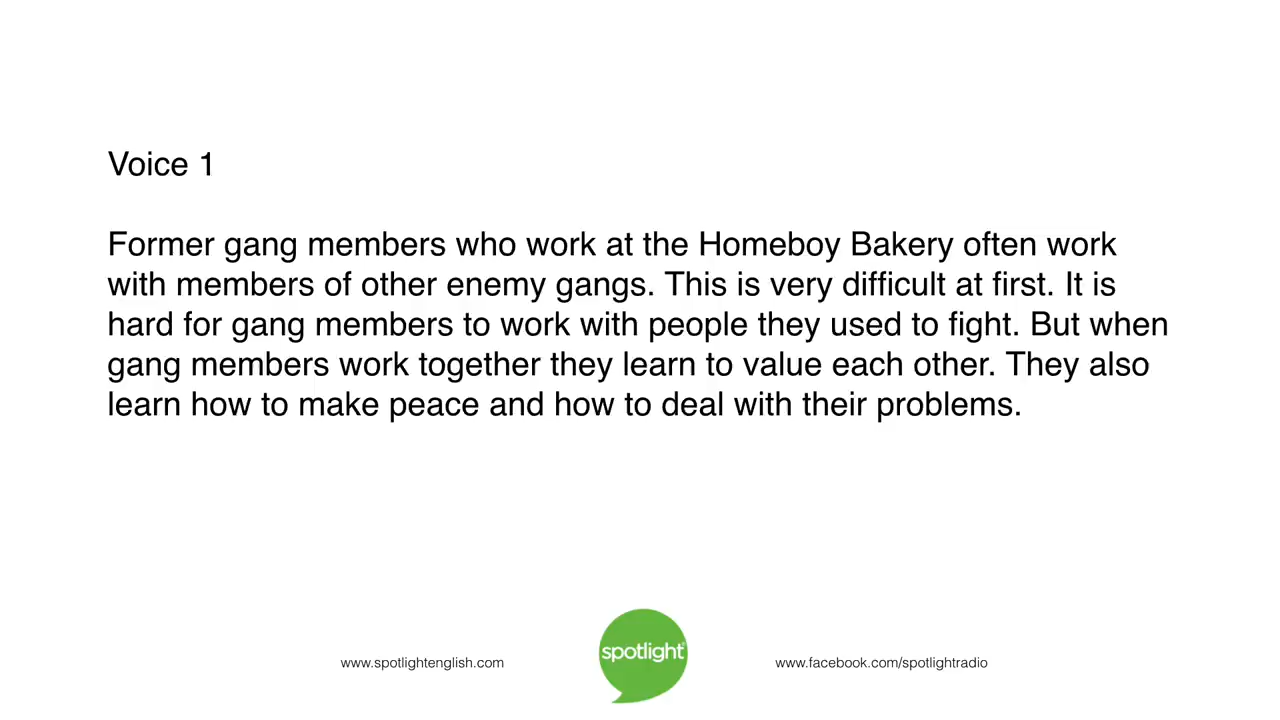 Voice 1
Former gang members who work at the Homeboy Bakery often work
with members of other enemy gangs. This is very difficult at first. It is
hard for gang members to work with people they used to fight. But when
gang members work together they learn to value each other. They also
learn how to make peace and how to deal with their problems.
www.spotlightenglish.com
spotlight
www.facebook.com/spotlightradio